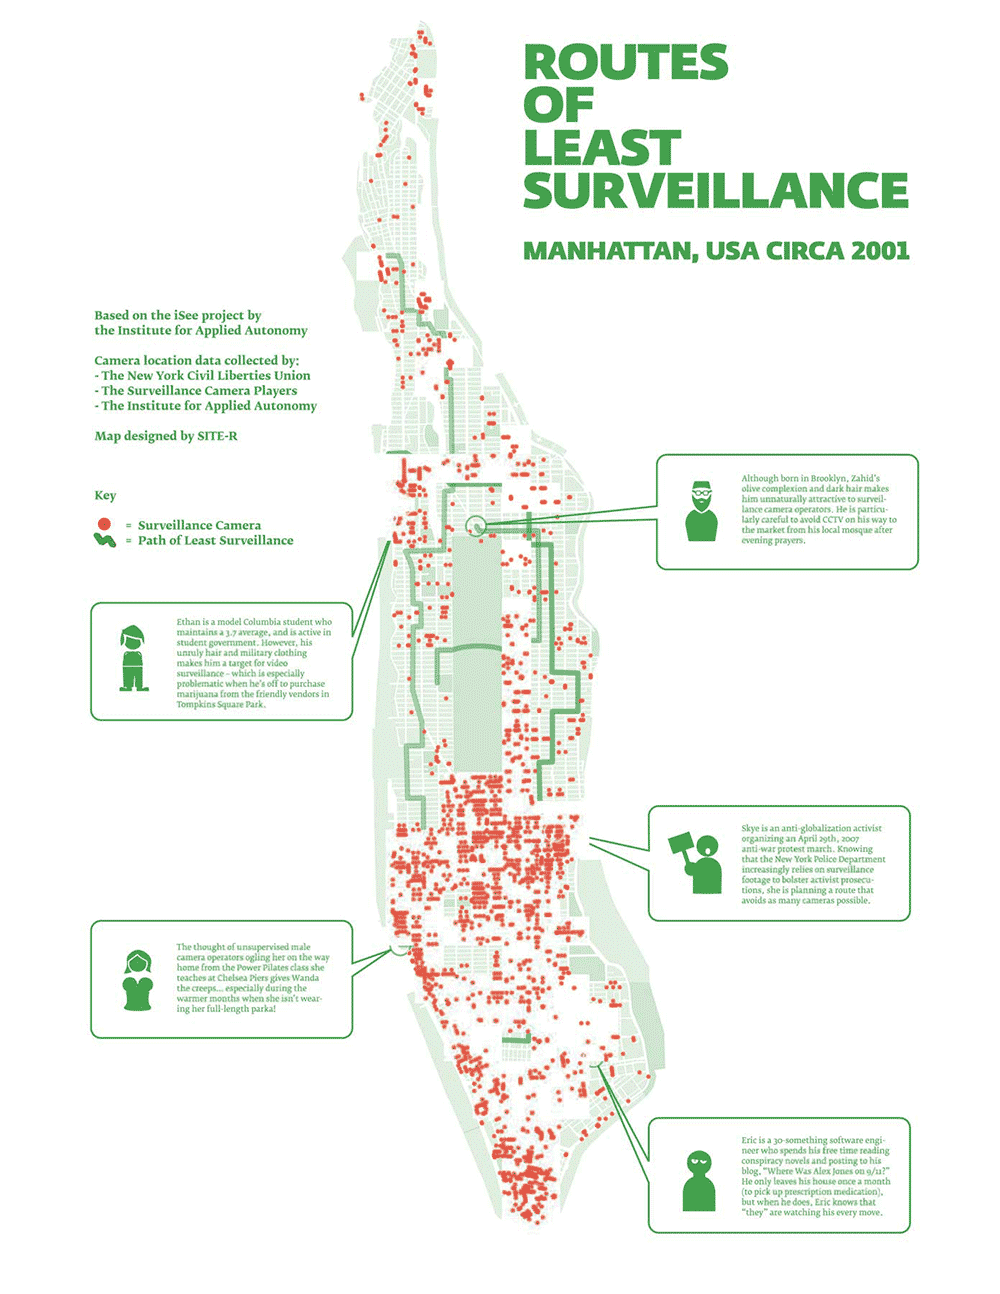 ROUTES
OF
LEAST
SURVEILLANCE
MANHATTAN, USA CIRCA 2001
Based on the iSee project by
the Institute for Applied Autonomy
Camera location data collected by:
- The New York Civil Liberties Union
- The Surveillance Camera Players
- The Institute for Applied Autonomy
Map designed by SITE-R
Key
= Surveillance Camera
= Path of Least Surveillance
Although born in Brooklyn, Zahid's
olive complexion and dark hair makes
him unnaturally attractive to surveil-
lance camera operators. He is particu-
larly careful to avoid CCTV on his way to
the market from his local mosque after
evening prayers.
Ethan is a model Columbia student who
maintains a 3.7 average, and is active in
student government. However, his
unruly hair and military clothing
makes him a target for video
surveillance – which is especially
problematic when he's off to purchase
marijuana from the friendly vendors in
Tompkins Square Park.
Skye is an anti-globalization activist
organizing an April 29th, 2007
anti-war protest march. Knowing
that the New York Police Department
increasingly relies on surveillance
footage to bolster activist prosecu-
tions, she is planning a route that
avoids as many cameras possible.
The thought of unsupervised male
camera operators ogling her on the way
home from the Power Pilates class she
teaches at Chelsea Piers gives Wanda
the creeps... especially during the
warmer months when she isn't wear-
ing her full-length parka!
Eric is a 30-something software engi-
neer who spends his free time reading
conspiracy novels and posting to his
blog, "Where Was Alex Jones on 9/11?"
He only leaves his house once a month
(to pick up prescription medication),
but when he does, Eric knows that
"they" are watching his every move.